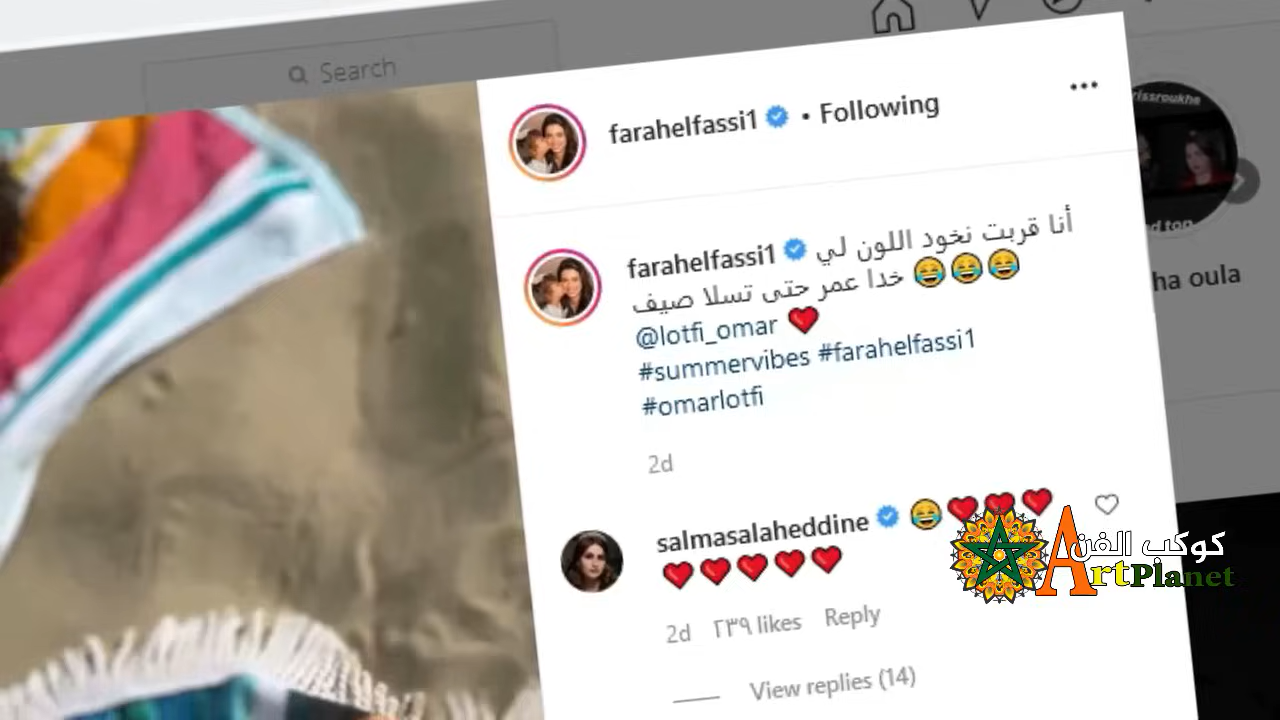 Search
farahelfassi1 • Following
rissroukha
farahelfassi1 أنا قربت نخود اللون لي
خدا عمر حتى تسلا صيف 😂😂😂
@lotfi_omar ❤️
#summervibes #farahelfassi1
#omarlotfi
2d
ha oula
salmasalaheddine 😂❤️❤️❤️
❤️❤️❤️❤️❤️
2d ٢٣٩ likes Reply
View replies (14)
كوكب الفن
ArtPlanet